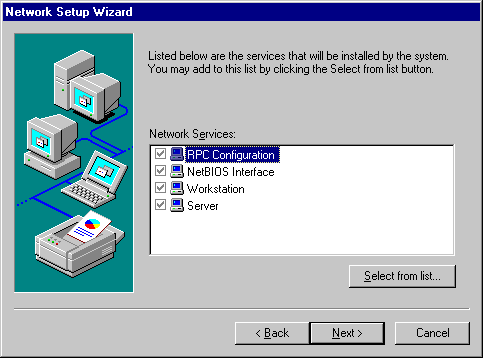 Network Setup Wizard
Listed below are the services that will be installed by the system.
You may add to this list by clicking the Select from list button.
Network Services:
RPC Configuration
NetBIOS Interface
Workstation
Server
Select from list...
< Back
Next >
Cancel